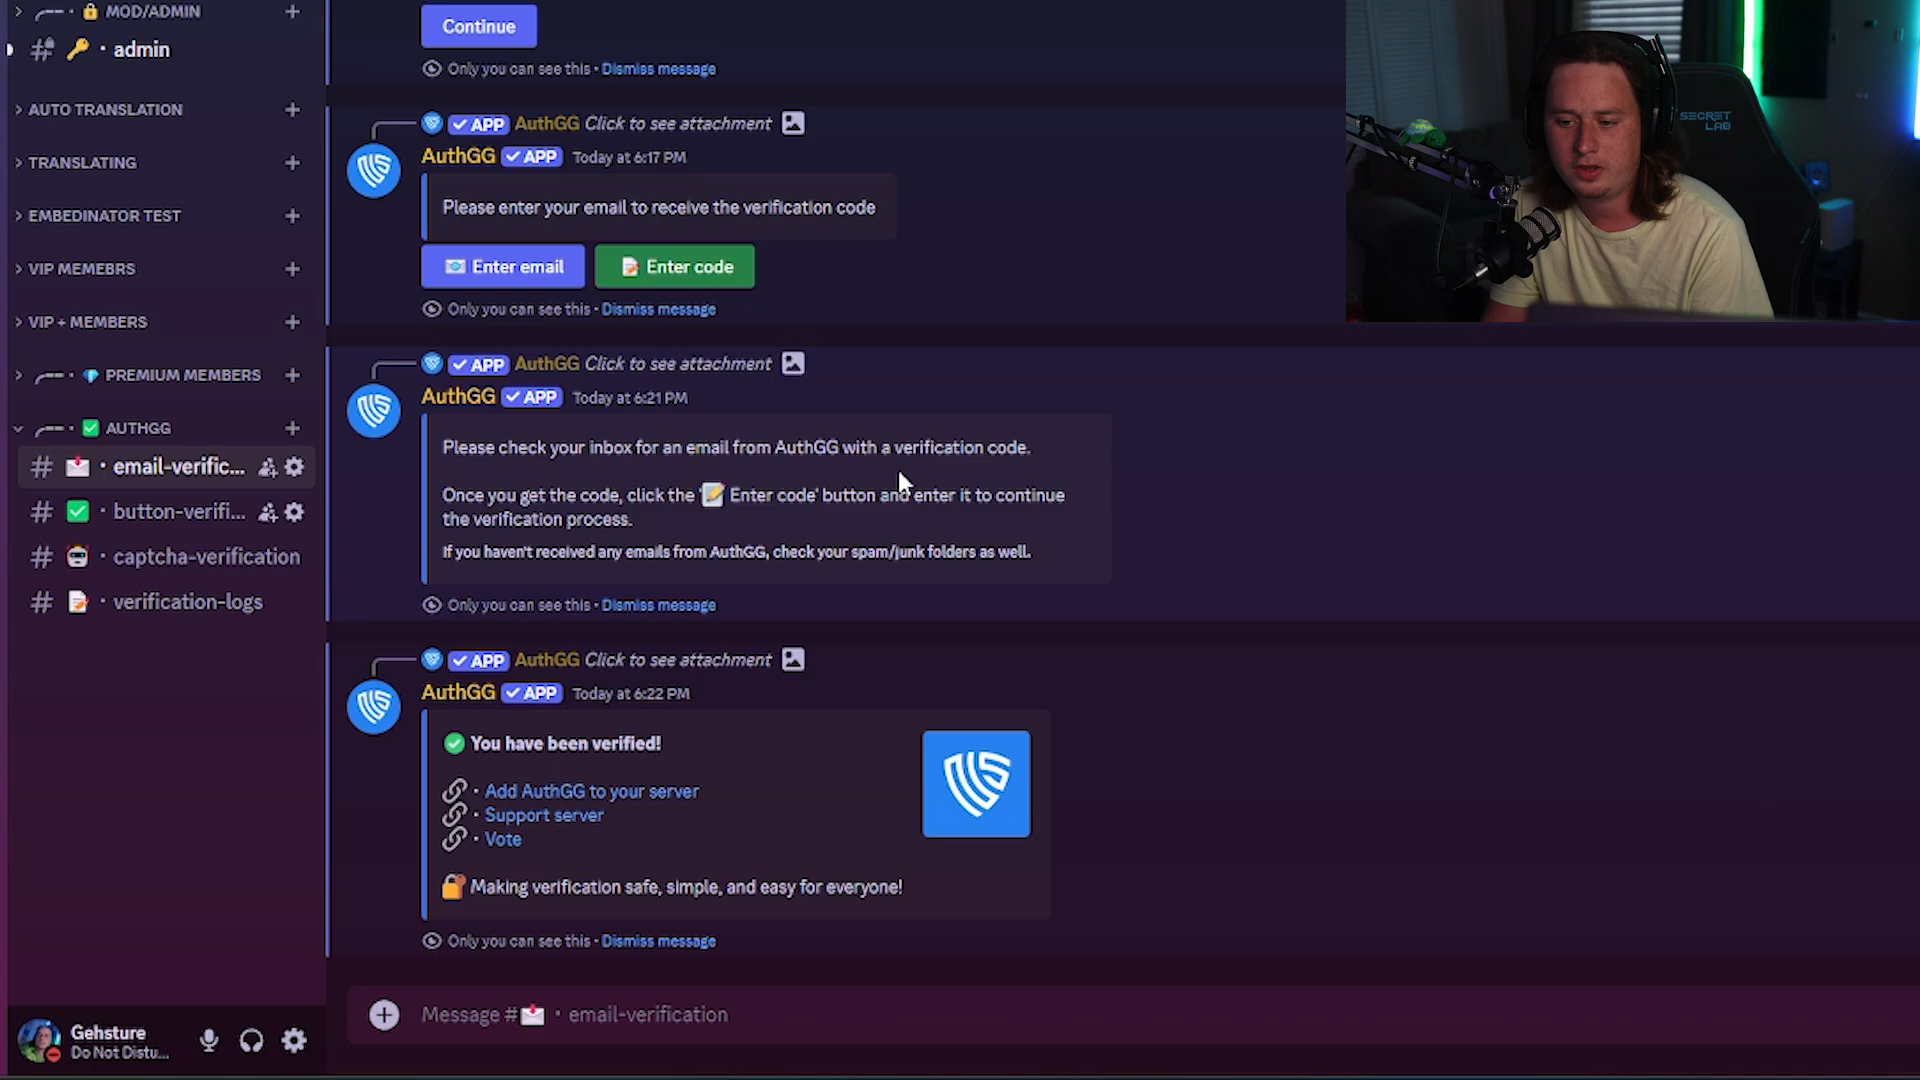 MOD/ADMIN
admin
AUTO TRANSLATION
TRANSLATING
EMBEDINATOR TEST
VIP MEMEBRS
VIP + MEMBERS
PREMIUM MEMBERS
AUTHGG
email-verific...
button-verifi...
captcha-verification
verification-logs
Gehsture
Do Not Distu...
Continue
Only you can see this • Dismiss message
APP AuthGG Click to see attachment
AuthGG APP Today at 6:17 PM
Please enter your email to receive the verification code
Enter email
Enter code
Only you can see this • Dismiss message
APP AuthGG Click to see attachment
AuthGG APP Today at 6:21 PM
Please check your inbox for an email from AuthGG with a verification code.
Once you get the code, click the '📝 Enter code' button and enter it to continue
the verification process.
If you haven't received any emails from AuthGG, check your spam/junk folders as well.
Only you can see this • Dismiss message
APP AuthGG Click to see attachment
AuthGG APP Today at 6:22 PM
You have been verified!
Add AuthGG to your server
Support server
Vote
Making verification safe, simple, and easy for everyone!
Only you can see this • Dismiss message
Message #📩・email-verification
SECRET
LAB